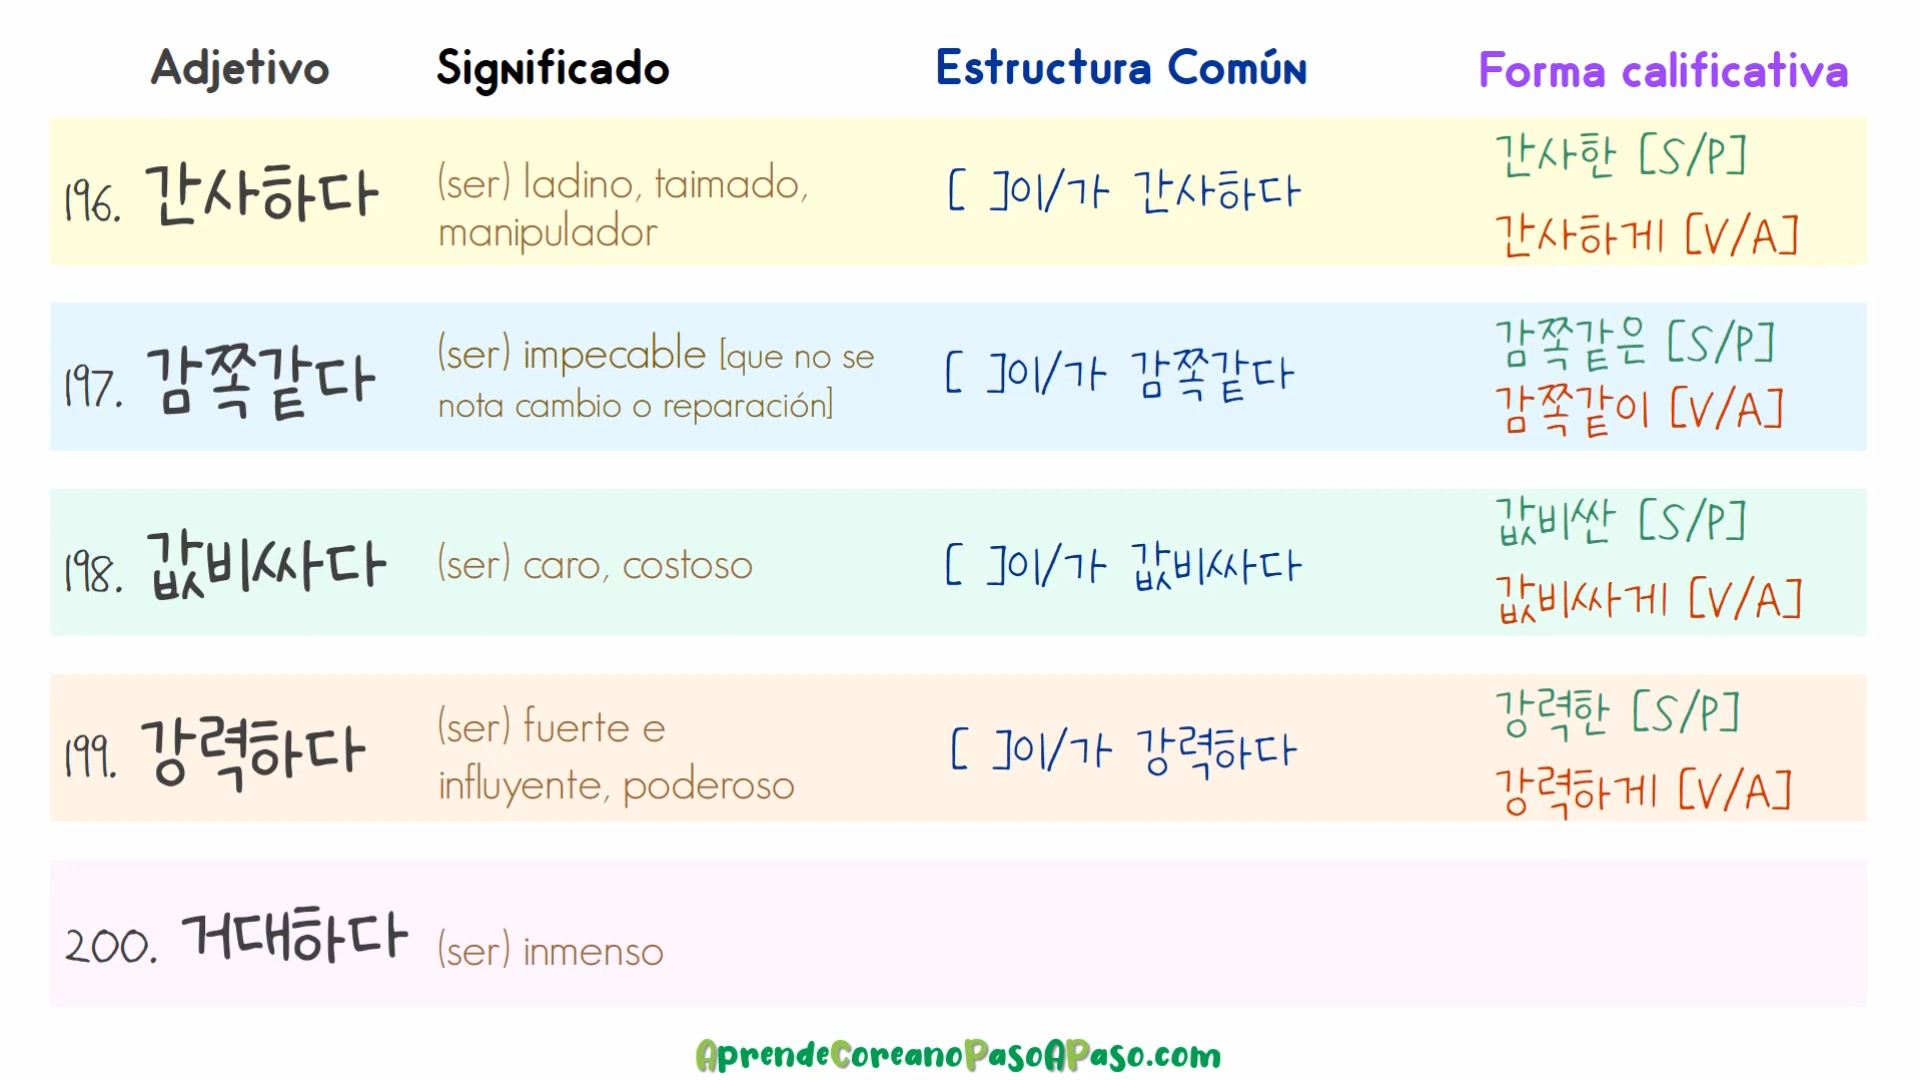 Adjetivo Significado Estructura Común Forma calificativa
196. 간사하다
(ser) ladino, taimado,
manipulador
[ ]이/가 간사하다
간사한 [S/P]
간사하게 [V/A]
197. 감쪽같다
(ser) impecable [que no se
nota cambio o reparación]
[ ]이/가 감쪽같다
감쪽같은 [S/P]
감쪽같이 [V/A]
198. 값비싸다
(ser) caro, costoso
[ ]이/가 값비싸다
값비싼 [S/P]
값비싸게 [V/A]
199. 강력하다
(ser) fuerte e
influyente, poderoso
[ ]이/가 강력하다
강력한 [S/P]
강력하게 [V/A]
200. 거대하다
(ser) inmenso
AprendeCoreanoPasoAPaso.com